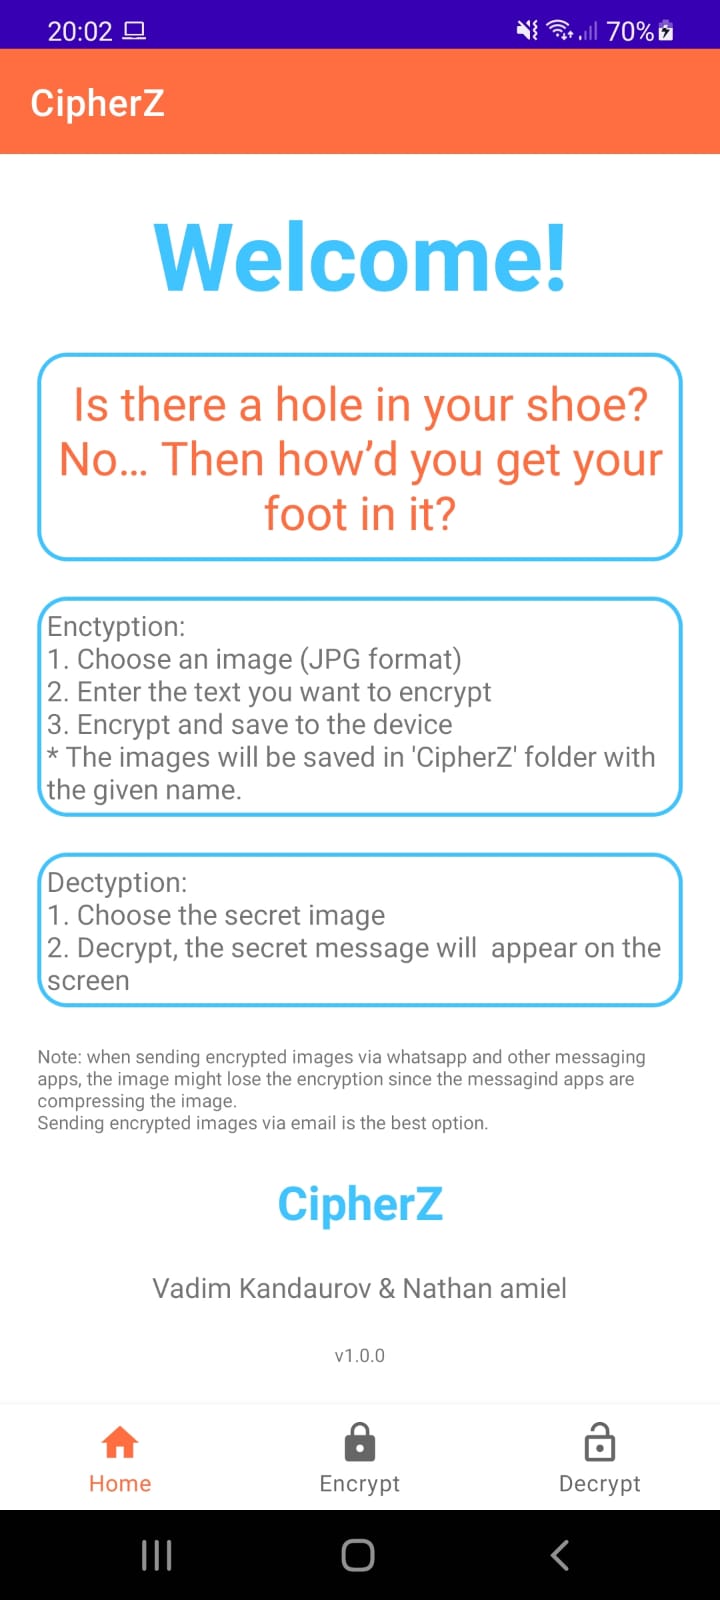 20:02
70%
CipherZ
Welcome!
Is there a hole in your shoe?
No... Then how’d you get your
foot in it?
Enctyption:
1. Choose an image (JPG format)
2. Enter the text you want to encrypt
3. Encrypt and save to the device
* The images will be saved in 'CipherZ' folder with
the given name.
Dectyption:
1. Choose the secret image
2. Decrypt, the secret message will  appear on the
screen
Note: when sending encrypted images via whatsapp and other messaging
apps, the image might lose the encryption since the messagind apps are
compressing the image.
Sending encrypted images via email is the best option.
CipherZ
Vadim Kandaurov & Nathan amiel
v1.0.0
Home
Encrypt
Decrypt